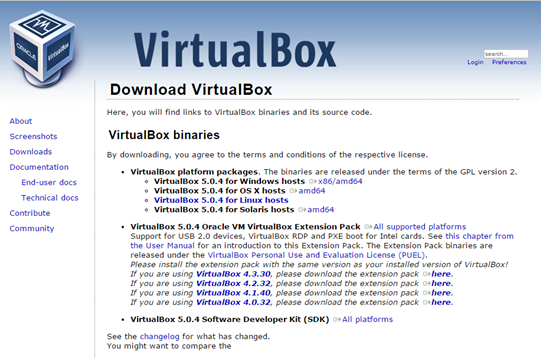 VirtualBox
search...
Login Preferences
ORACLE
VirtualBox
Download VirtualBox
Here, you will find links to VirtualBox binaries and its source code.
About
Screenshots
Downloads
Documentation
End-user docs
Technical docs
Contribute
Community
VirtualBox binaries
By downloading, you agree to the terms and conditions of the respective license.
• VirtualBox platform packages. The binaries are released under the terms of the GPL version 2.
VirtualBox 5.0.4 for Windows hosts x86/amd64
VirtualBox 5.0.4 for OS X hosts amd64
VirtualBox 5.0.4 for Linux hosts
VirtualBox 5.0.4 for Solaris hosts amd64
• VirtualBox 5.0.4 Oracle VM VirtualBox Extension Pack All supported platforms
Support for USB 2.0 devices, VirtualBox RDP and PXE boot for Intel cards. See this chapter from
the User Manual for an introduction to this Extension Pack. The Extension Pack binaries are
released under the VirtualBox Personal Use and Evaluation License (PUEL).
Please install the extension pack with the same version as your installed version of VirtualBox!
If you are using VirtualBox 4.3.30, please download the extension pack here.
If you are using VirtualBox 4.2.32, please download the extension pack here.
If you are using VirtualBox 4.1.40, please download the extension pack here.
If you are using VirtualBox 4.0.32, please download the extension pack here.
• VirtualBox 5.0.4 Software Developer Kit (SDK) All platforms
See the changelog for what has changed.
You might want to compare the